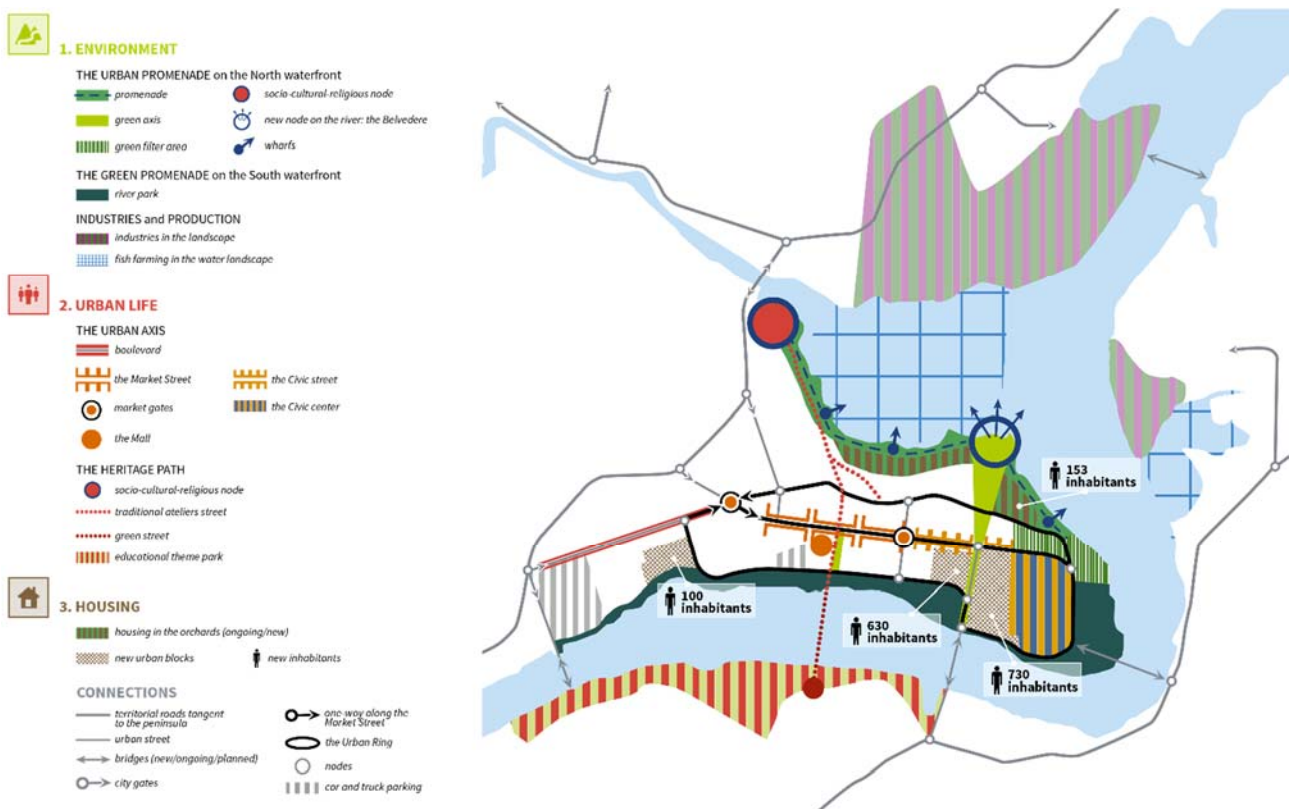 1. ENVIRONMENT
THE URBAN PROMENADE on the North waterfront
promenade
socio-cultural-religious node
green axis
new node on the river: the Belvedere
green filter area
wharfs
THE GREEN PROMENADE on the South waterfront
river park
INDUSTRIES and PRODUCTION
industries in the landscape
fish farming in the water landscape
2. URBAN LIFE
THE URBAN AXIS
boulevard
the Market Street
the Civic street
market gates
the Civic center
the Mall
THE HERITAGE PATH
socio-cultural-religious node
traditional ateliers street
green street
educational theme park
3. HOUSING
housing in the orchards (ongoing/new)
new urban blocks
new inhabitants
CONNECTIONS
territorial roads tangent
to the peninsula
one-way along the
Market Street
urban street
the Urban Ring
bridges (new/ongoing/planned)
nodes
city gates
car and truck parking
153
inhabitants
100
inhabitants
630
inhabitants
730
inhabitants